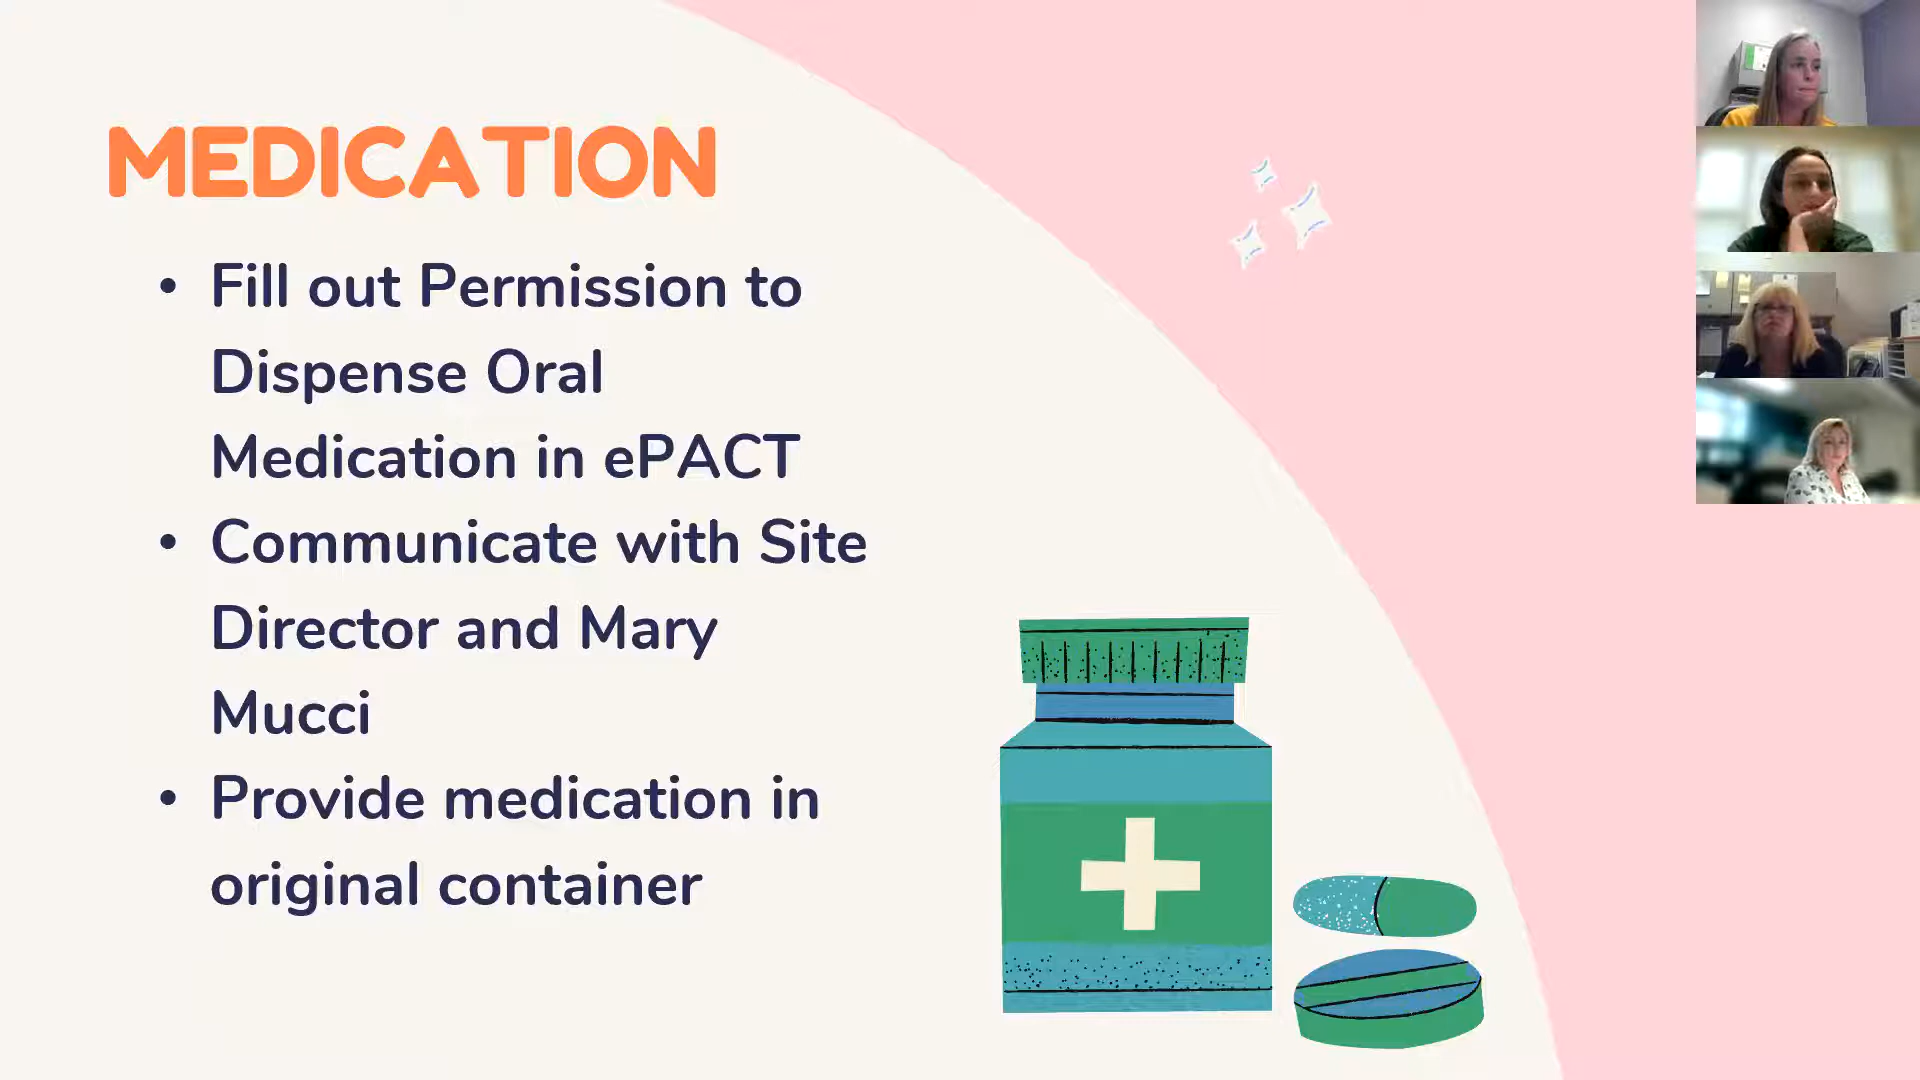 MEDICATION
• Fill out Permission to
Dispense Oral
Medication in ePACT
• Communicate with Site
Director and Mary
Mucci
• Provide medication in
original container